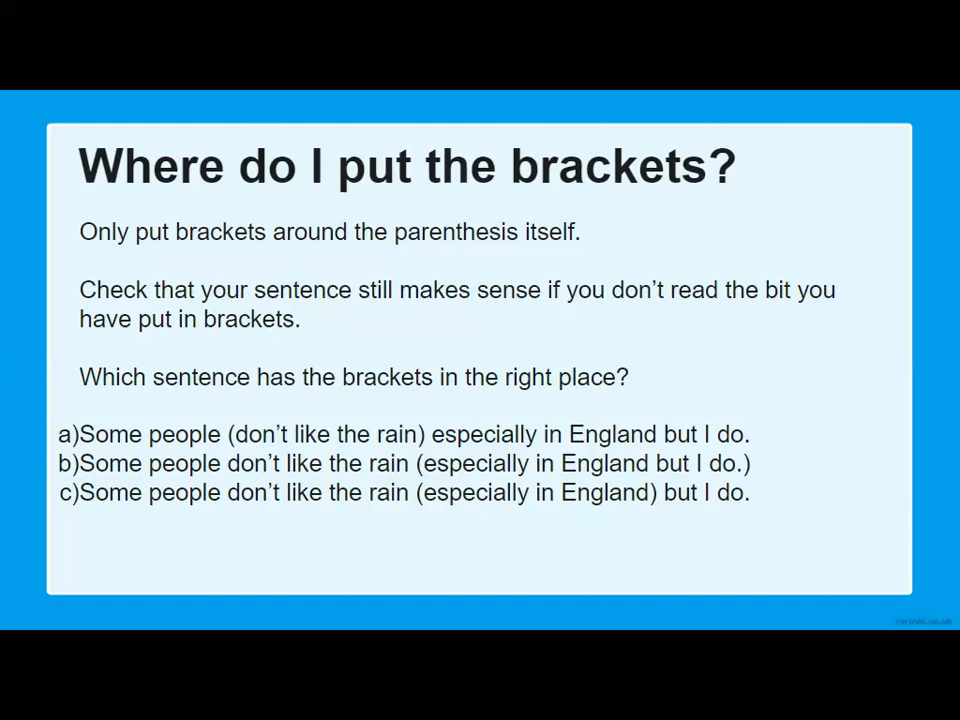 Where do I put the brackets?
Only put brackets around the parenthesis itself.
Check that your sentence still makes sense if you don’t read the bit you
have put in brackets.
Which sentence has the brackets in the right place?
a)Some people (don’t like the rain) especially in England but I do.
b)Some people don’t like the rain (especially in England but I do.)
c)Some people don’t like the rain (especially in England) but I do.
twinkl.co.uk